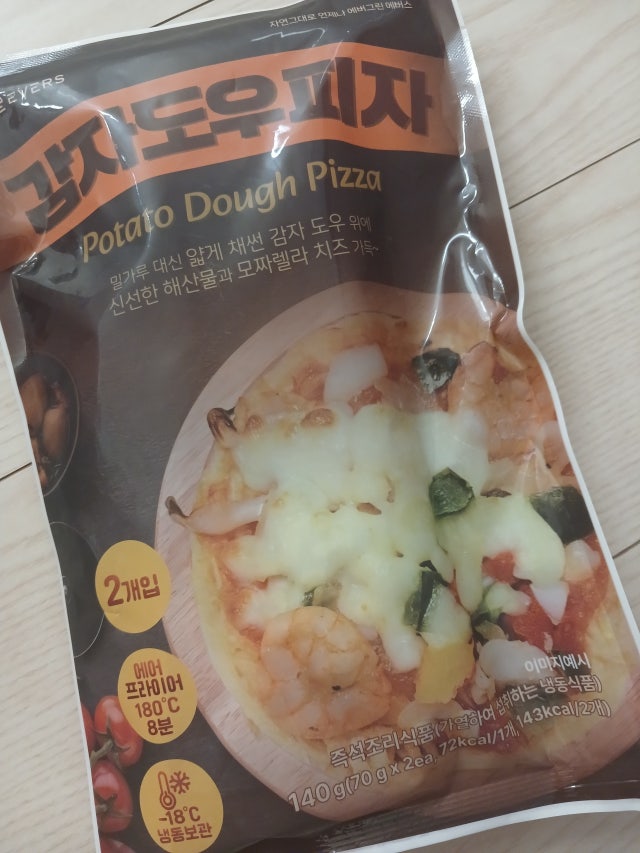 자연그대로 언제나 에버그린 에버스
EVERS
감자도우피자
Potato Dough Pizza
밀가루 대신 얇게 채썬 감자 도우 위에
신선한 해산물과 모짜렐라 치즈 가득~
2개입
에어
프라이어
180℃
8분
-18℃
냉동보관
이미지예시
즉석조리식품(가열하여 섭취하는 냉동식품)
140g(70g x 2ea, 72kcal/1개, 143kcal/2개)